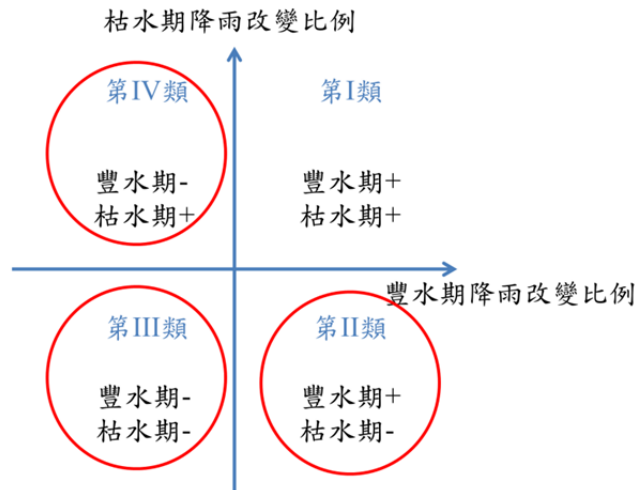 枯水期降雨改變比例
第IV類
豐水期-
枯水期+
第I類
豐水期+
枯水期+
豐水期降雨改變比例
第III類
豐水期-
枯水期-
第II類
豐水期+
枯水期-